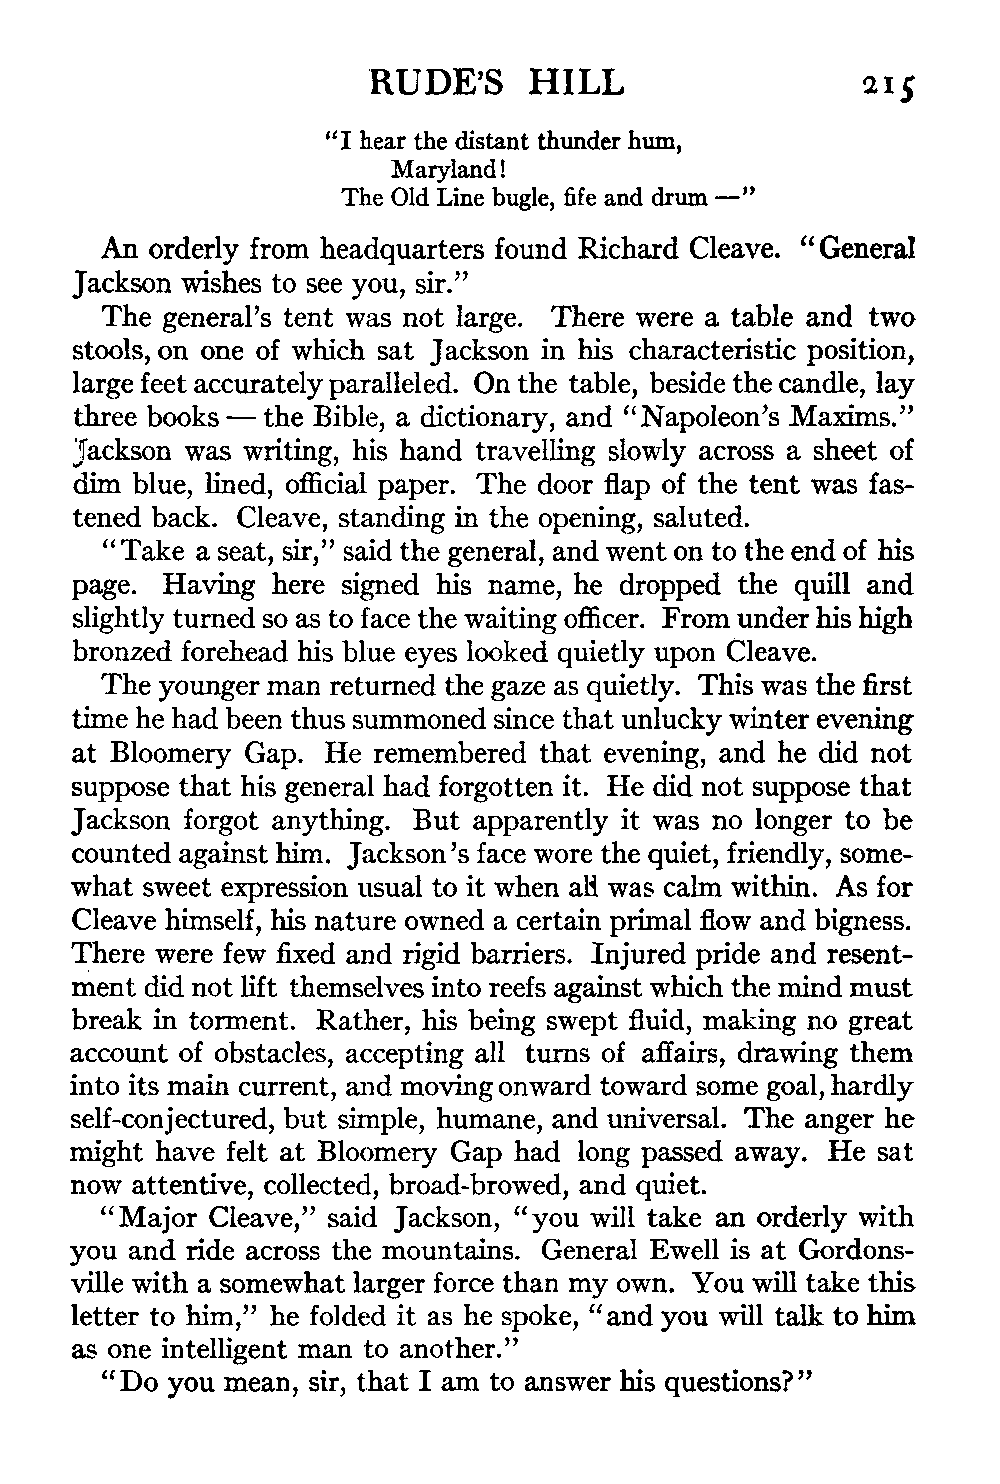 RUDE'S HILL 215
"I hear the distant thunder hum,
Maryland!
The Old Line bugle, fife and drum —"
An orderly from headquarters found Richard Cleave. "General
Jackson wishes to see you, sir."
The general's tent was not large. There were a table and two
stools, on one of which sat Jackson in his characteristic position,
large feet accurately paralleled. On the table, beside the candle, lay
three books — the Bible, a dictionary, and "Napoleon's Maxims."
Jackson was writing, his hand travelling slowly across a sheet of
dim blue, lined, official paper. The door flap of the tent was fas-
tened back. Cleave, standing in the opening, saluted.
"Take a seat, sir," said the general, and went on to the end of his
page. Having here signed his name, he dropped the quill and
slightly turned so as to face the waiting officer. From under his high
bronzed forehead his blue eyes looked quietly upon Cleave.
The younger man returned the gaze as quietly. This was the first
time he had been thus summoned since that unlucky winter evening
at Bloomery Gap. He remembered that evening, and he did not
suppose that his general had forgotten it. He did not suppose that
Jackson forgot anything. But apparently it was no longer to be
counted against him. Jackson's face wore the quiet, friendly, some-
what sweet expression usual to it when all was calm within. As for
Cleave himself, his nature owned a certain primal flow and bigness.
There were few fixed and rigid barriers. Injured pride and resent-
ment did not lift themselves into reefs against which the mind must
break in torment. Rather, his being swept fluid, making no great
account of obstacles, accepting all turns of affairs, drawing them
into its main current, and moving onward toward some goal, hardly
self-conjectured, but simple, humane, and universal. The anger he
might have felt at Bloomery Gap had long passed away. He sat
now attentive, collected, broad-browed, and quiet.
"Major Cleave," said Jackson, "you will take an orderly with
you and ride across the mountains. General Ewell is at Gordons-
ville with a somewhat larger force than my own. You will take this
letter to him," he folded it as he spoke, "and you will talk to him
as one intelligent man to another."
"Do you mean, sir, that I am to answer his questions?"